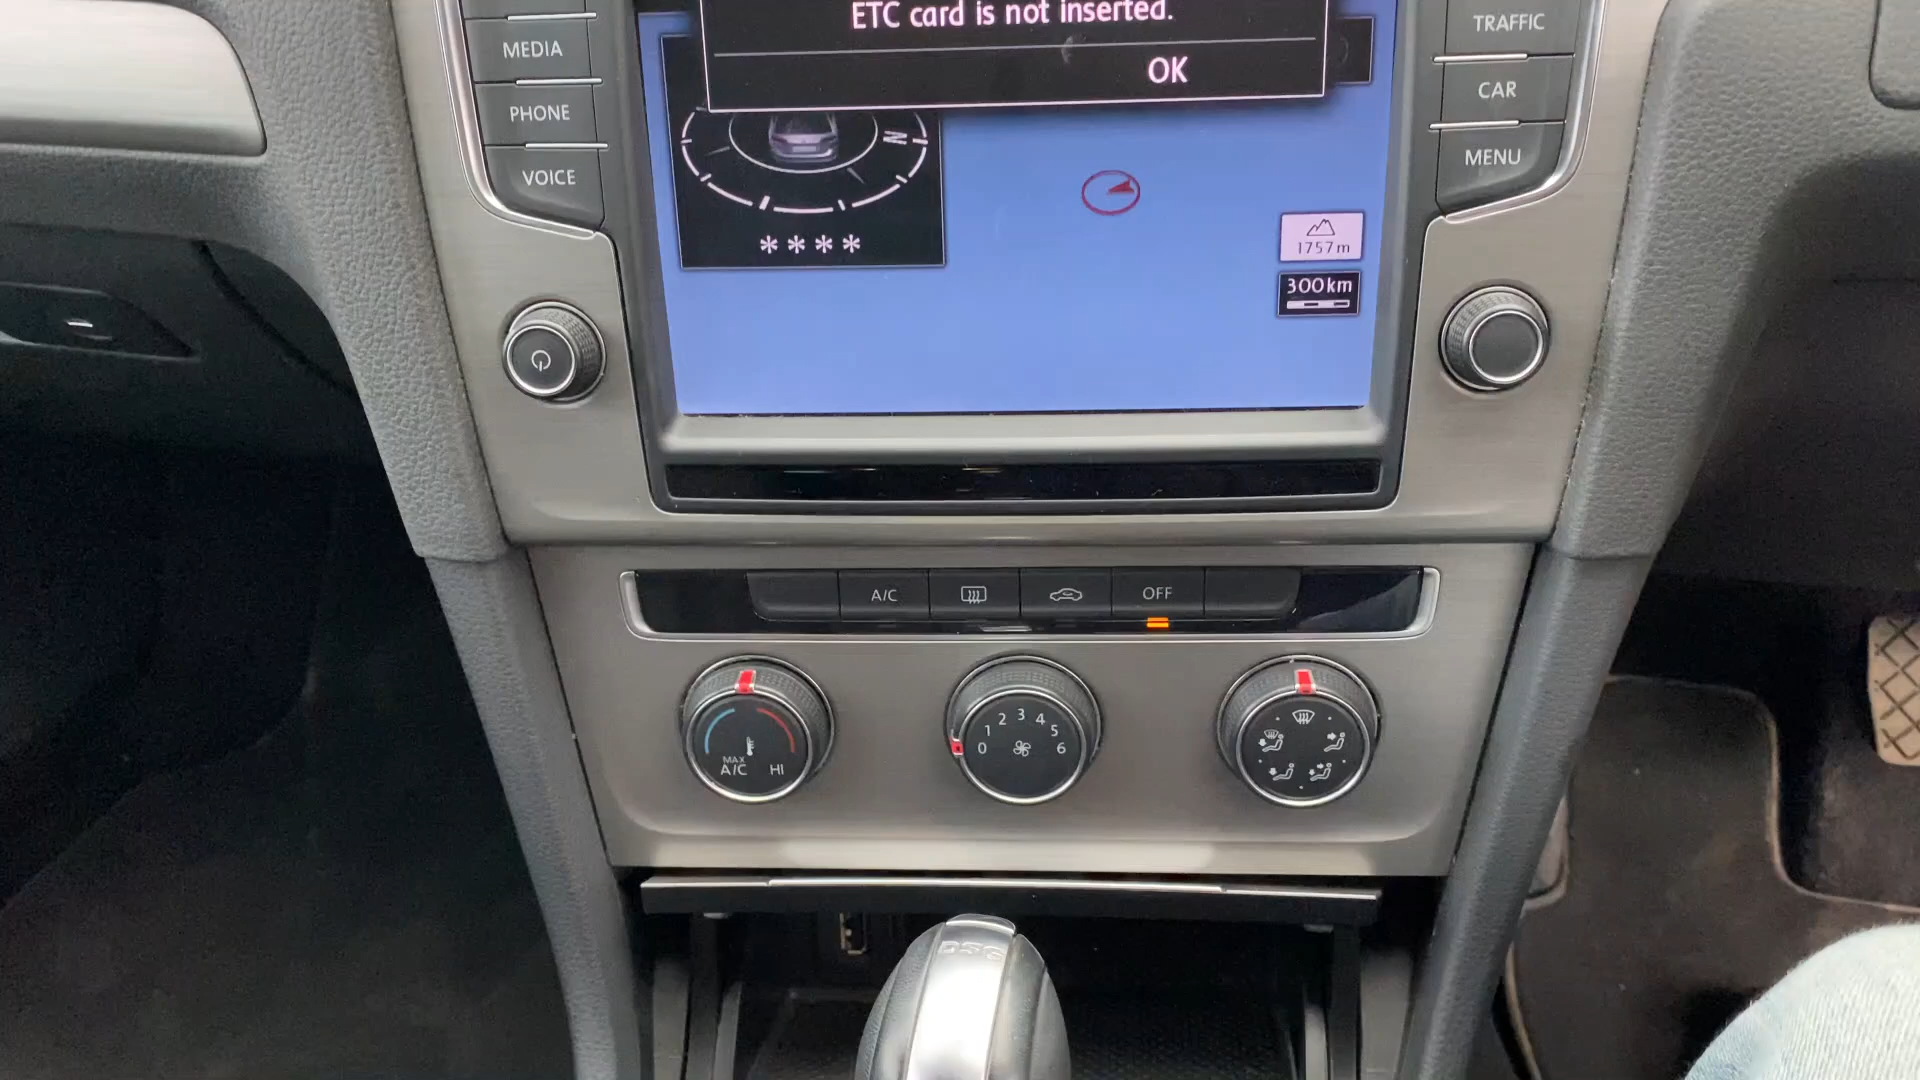 ETC card is not inserted.
OK
MEDIA
PHONE
VOICE
TRAFFIC
CAR
MENU
N
****
1757m
300km
A/C
OFF
MAX
A/C
HI
0
1
2
3
4
5
6
DSG